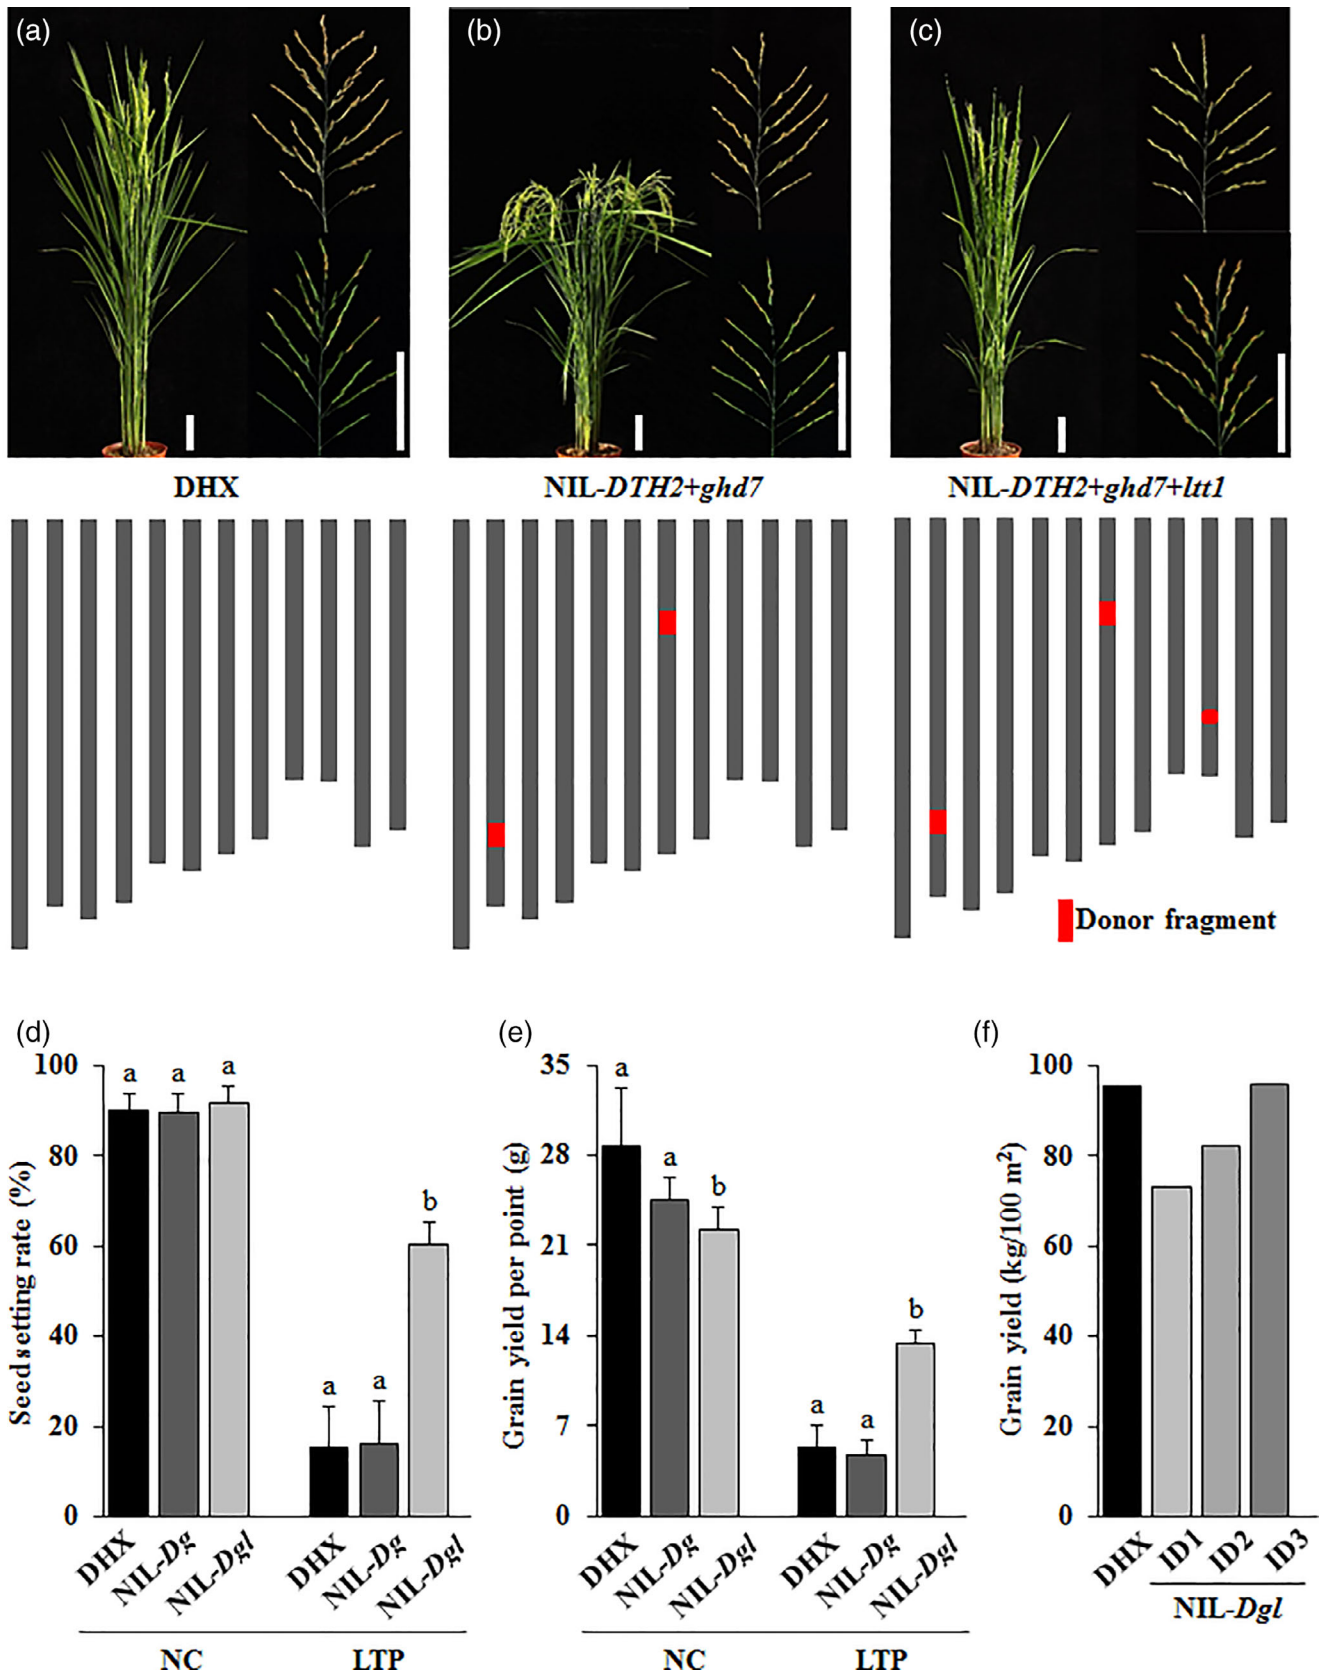 (a)
(b)
(c)
DHX
NIL-DTH2+ghd7
NIL-DTH2+ghd7+ltt1
Donor fragment
(d)
Seed setting rate (%)
100
80
60
40
20
0
a
a
a
a
a
b
DHX
NIL-Dg
NIL-Dgl
DHX
NIL-Dg
NIL-Dgl
NC
LTP
(e)
Grain yield per point (g)
35
28
21
14
7
0
a
a
b
a
a
b
DHX
NIL-Dg
NIL-Dgl
DHX
NIL-Dg
NIL-Dgl
NC
LTP
(f)
Grain yield (kg/100 m²)
100
80
60
40
20
0
DHX
ID1
ID2
ID3
NIL-Dgl